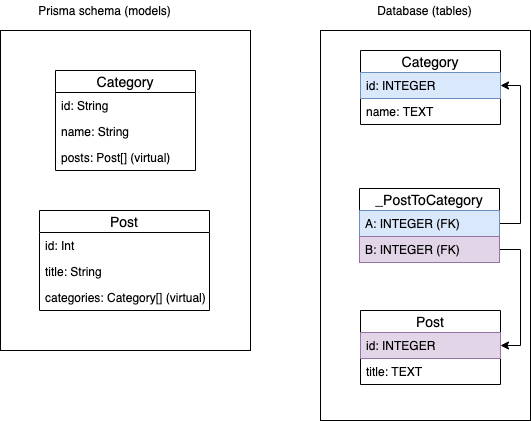 Prisma schema (models)
Category
id: String
name: String
posts: Post[] (virtual)
Post
id: Int
title: String
categories: Category[] (virtual)
Database (tables)
Category
id: INTEGER
name: TEXT
_PostToCategory
A: INTEGER (FK)
B: INTEGER (FK)
Post
id: INTEGER
title: TEXT